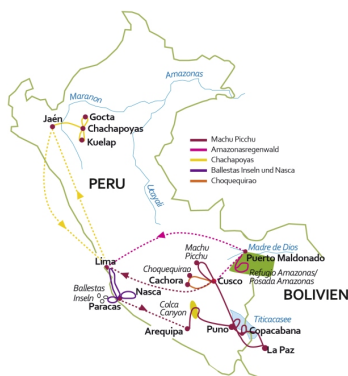 Amazonas
Maranon
Jaén
Gocta
Chachapoyas
Kuelap
Machu Picchu
Amazonasregenwald
Chachapoyas
Ballestas Inseln und Nasca
Choquequirao
PERU
Ucayali
Machu
Picchu
Madre de Dios
Puerto Maldonado
Lima
Choquequirao
Cachora
Cusco
Refugio Amazonas/
Posada Amazonas
Ballestas
Inseln
Nasca
Paracas
BOLIVIEN
Colca
Canyon
Titicacasee
Arequipa
Puno
Copacabana
La Paz